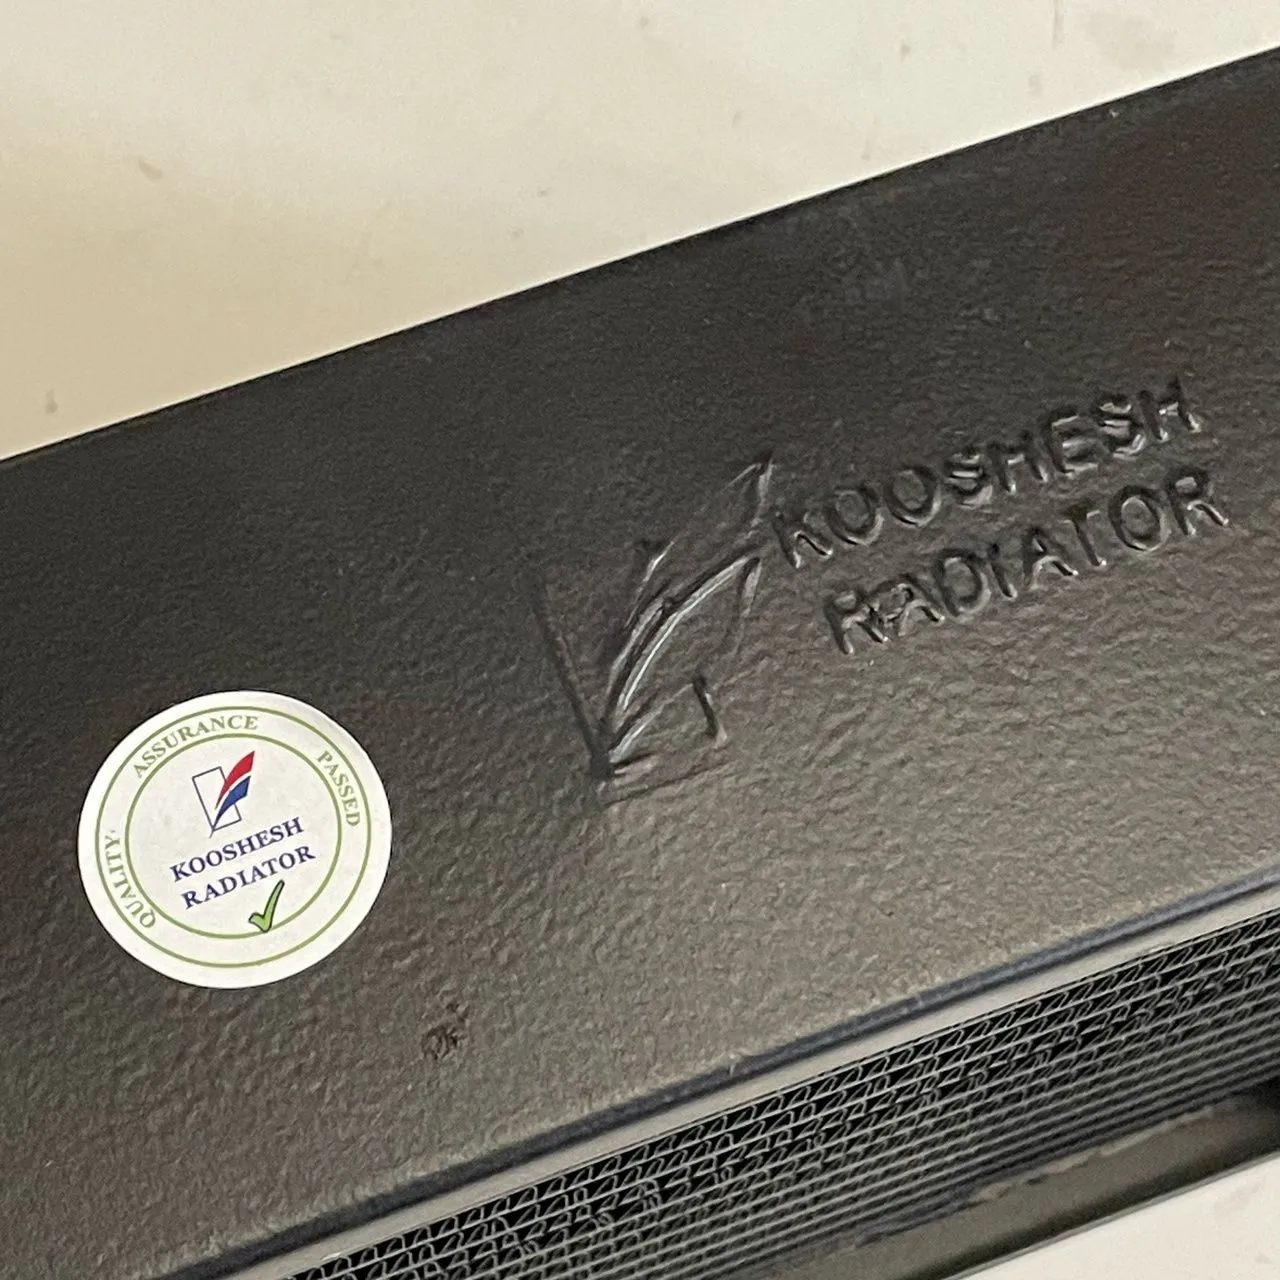 KOOSHESH
RADIATOR
QUALITY ASSURANCE PASSED
KOOSHESH
RADIATOR